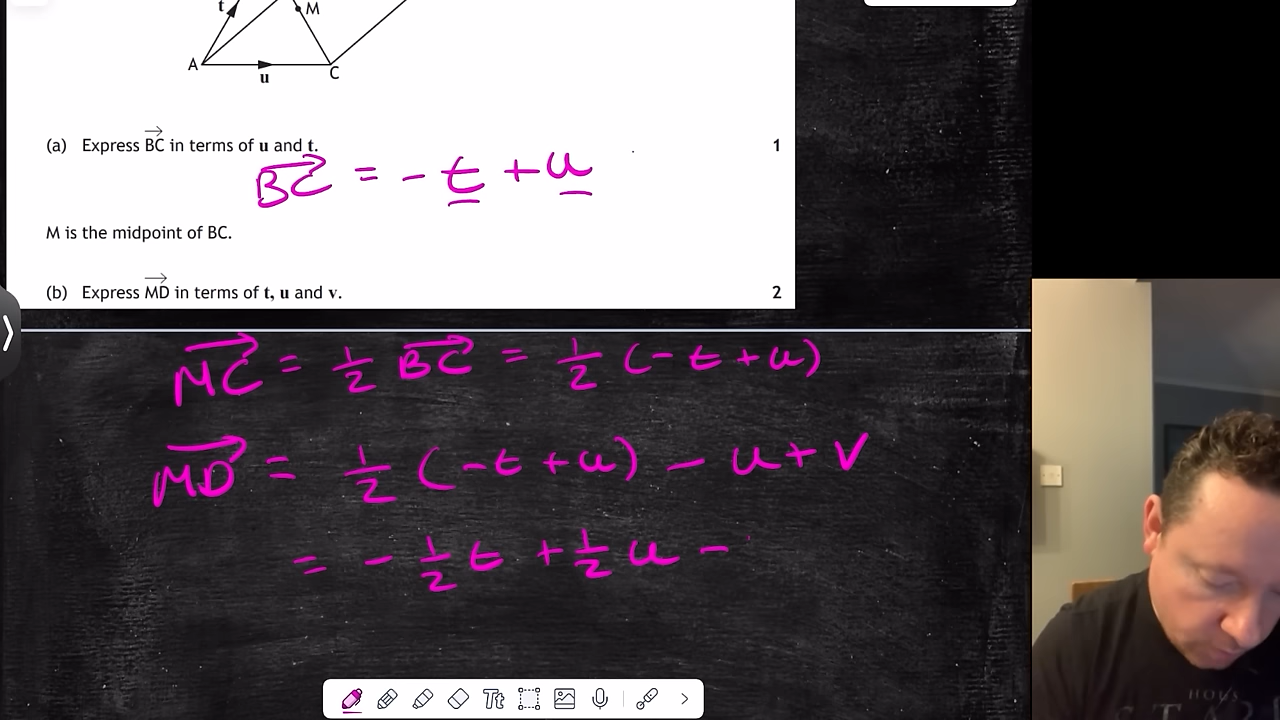 t
M
A
u
C
(a) Express BC in terms of u and t. 1
BC = - t + u
M is the midpoint of BC.
(b) Express MD in terms of t, u and v. 2
MC = 1/2 BC = 1/2 (- t + u)
MD = 1/2 (- t + u) - u + v
= - 1/2 t + 1/2 u -
Tt